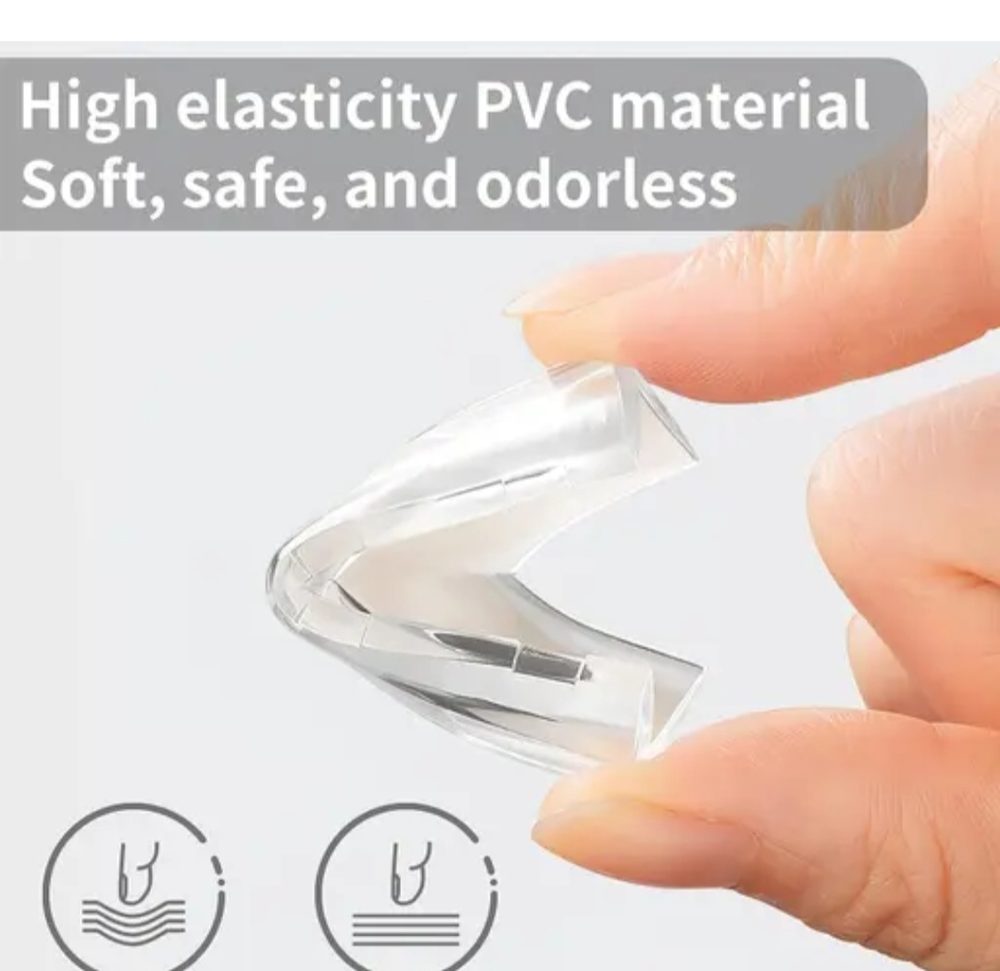 High elasticity PVC material
Soft, safe, and odorless